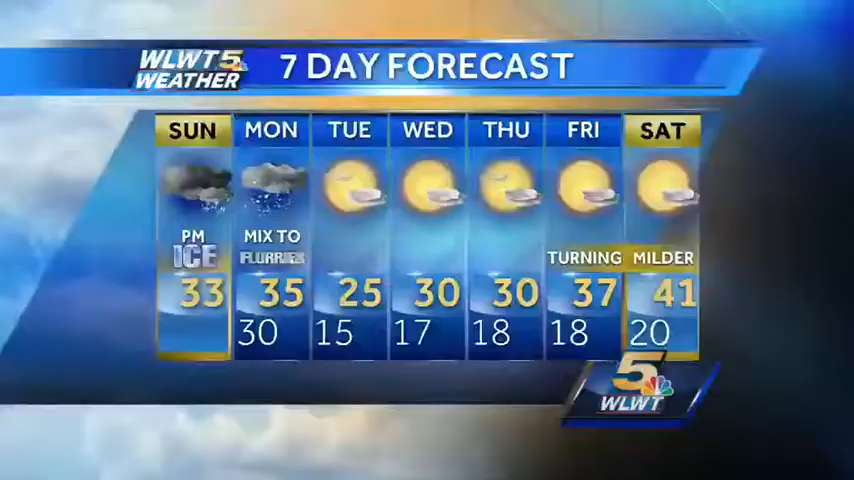 WLWT 5
WEATHER
7 DAY FORECAST
SUN MON TUE WED THU FRI SAT
PM
ICE
MIX TO
FLURRIES
TURNING MILDER
33 35 25 30 30 37 41
30 15 17 18 18 20
5
WLWT